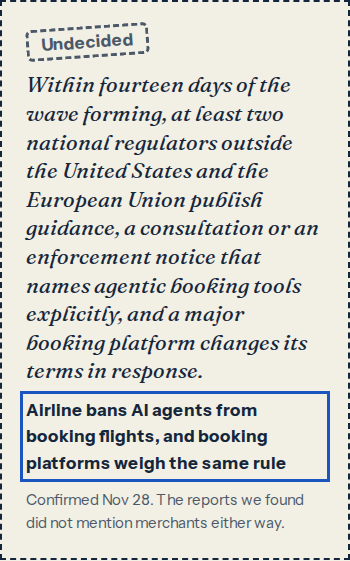 Undecided
Within fourteen days of the
wave forming, at least two
national regulators outside
the United States and the
European Union publish
guidance, a consultation or an
enforcement notice that
names agentic booking tools
explicitly, and a major
booking platform changes its
terms in response.
Airline bans AI agents from
booking flights, and booking
platforms weigh the same rule
Confirmed Nov 28. The reports we found
did not mention merchants either way.